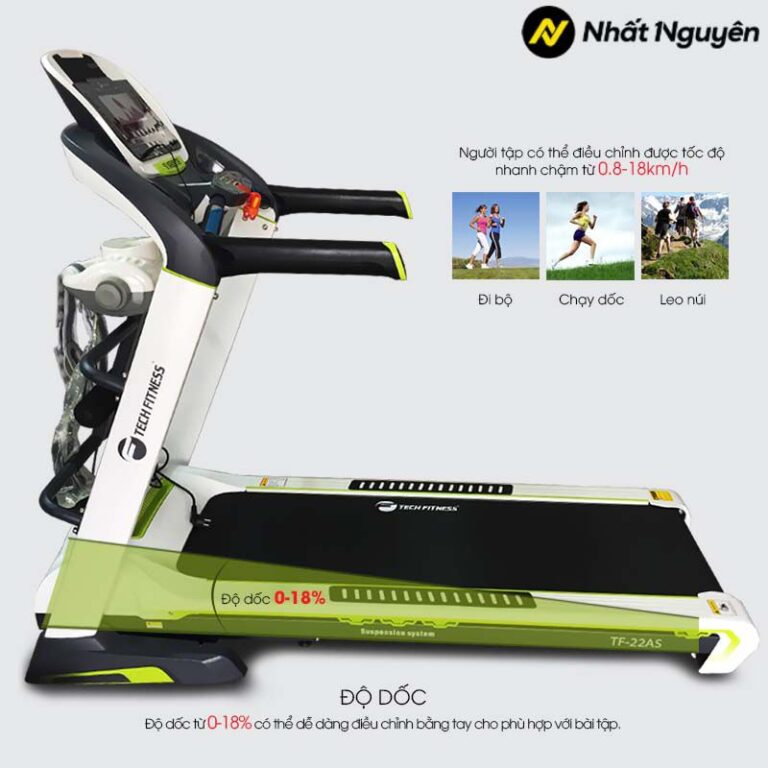 Nhất Nguyên
Người tập có thể điều chỉnh được tốc độ
nhanh chậm từ 0.8-18km/h
Đi bộ
Chạy dốc
Leo núi
TECH FITNESS
TECH FITNESS
Độ dốc 0-18%
Suspension system
TF-22AS
ĐỘ DỐC
Độ dốc từ 0-18% có thể dễ dàng điều chỉnh bằng tay cho phù hợp với bài tập.